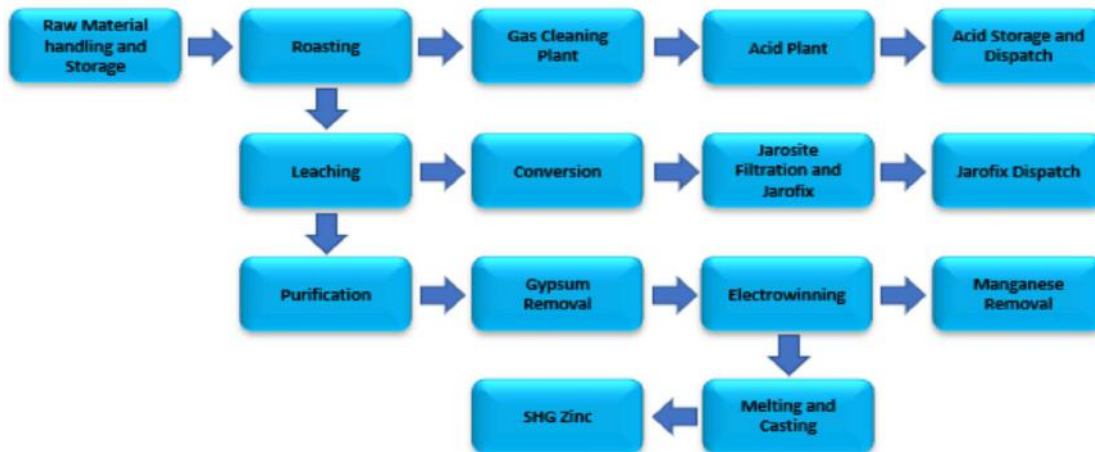 Raw Material
handling and
Storage
Roasting
Gas Cleaning
Plant
Acid Plant
Acid Storage and
Dispatch
Leaching
Conversion
Jarosite
Filtration and
Jarofix
Jarofix Dispatch
Purification
Gypsum
Removal
Electrowinning
Manganese
Removal
SHG Zinc
Melting and
Casting